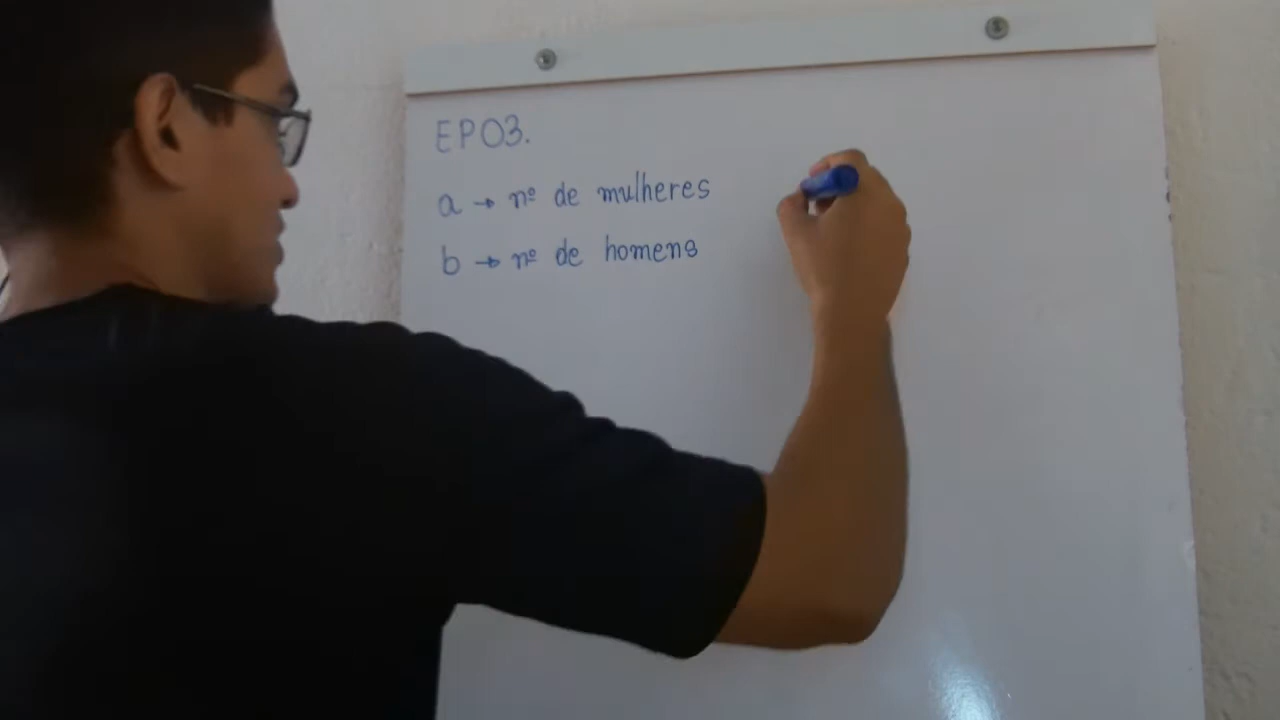 EP03.
a → nº de mulheres
b → nº de homens